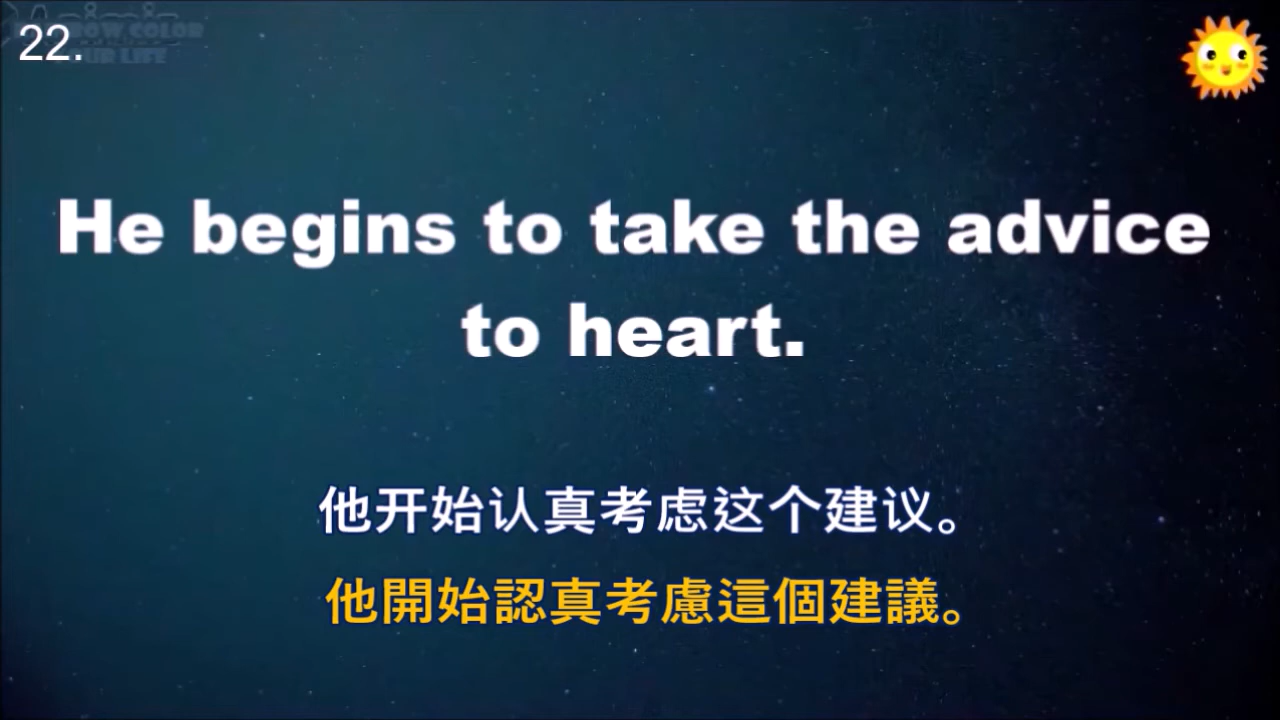 22.
He begins to take the advice
to heart.
他开始认真考虑这个建议。
他開始認真考慮這個建議。